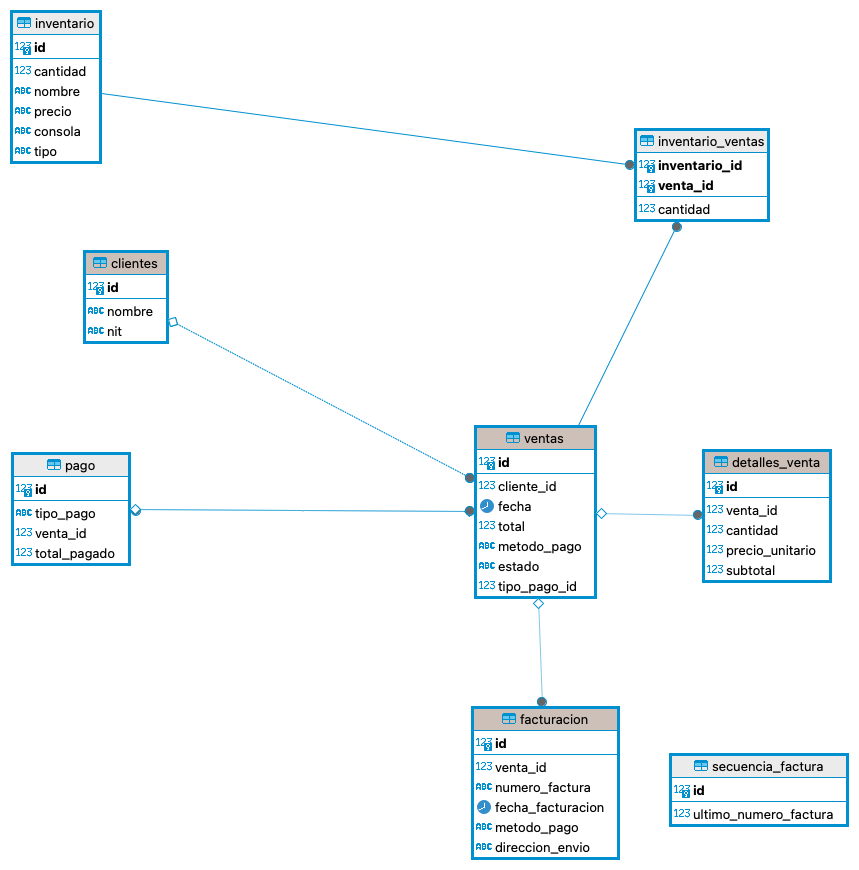 inventario
123 id
123 cantidad
ABC nombre
ABC precio
ABC consola
ABC tipo
inventario_ventas
123 inventario_id
123 venta_id
123 cantidad
clientes
123 id
ABC nombre
ABC nit
ventas
123 id
123 cliente_id
fecha
123 total
ABC metodo_pago
ABC estado
123 tipo_pago_id
pago
123 id
ABC tipo_pago
123 venta_id
123 total_pagado
detalles_venta
123 id
123 venta_id
123 cantidad
123 precio_unitario
123 subtotal
facturacion
123 id
123 venta_id
ABC numero_factura
fecha_facturacion
ABC metodo_pago
ABC direccion_envio
secuencia_factura
123 id
123 ultimo_numero_factura